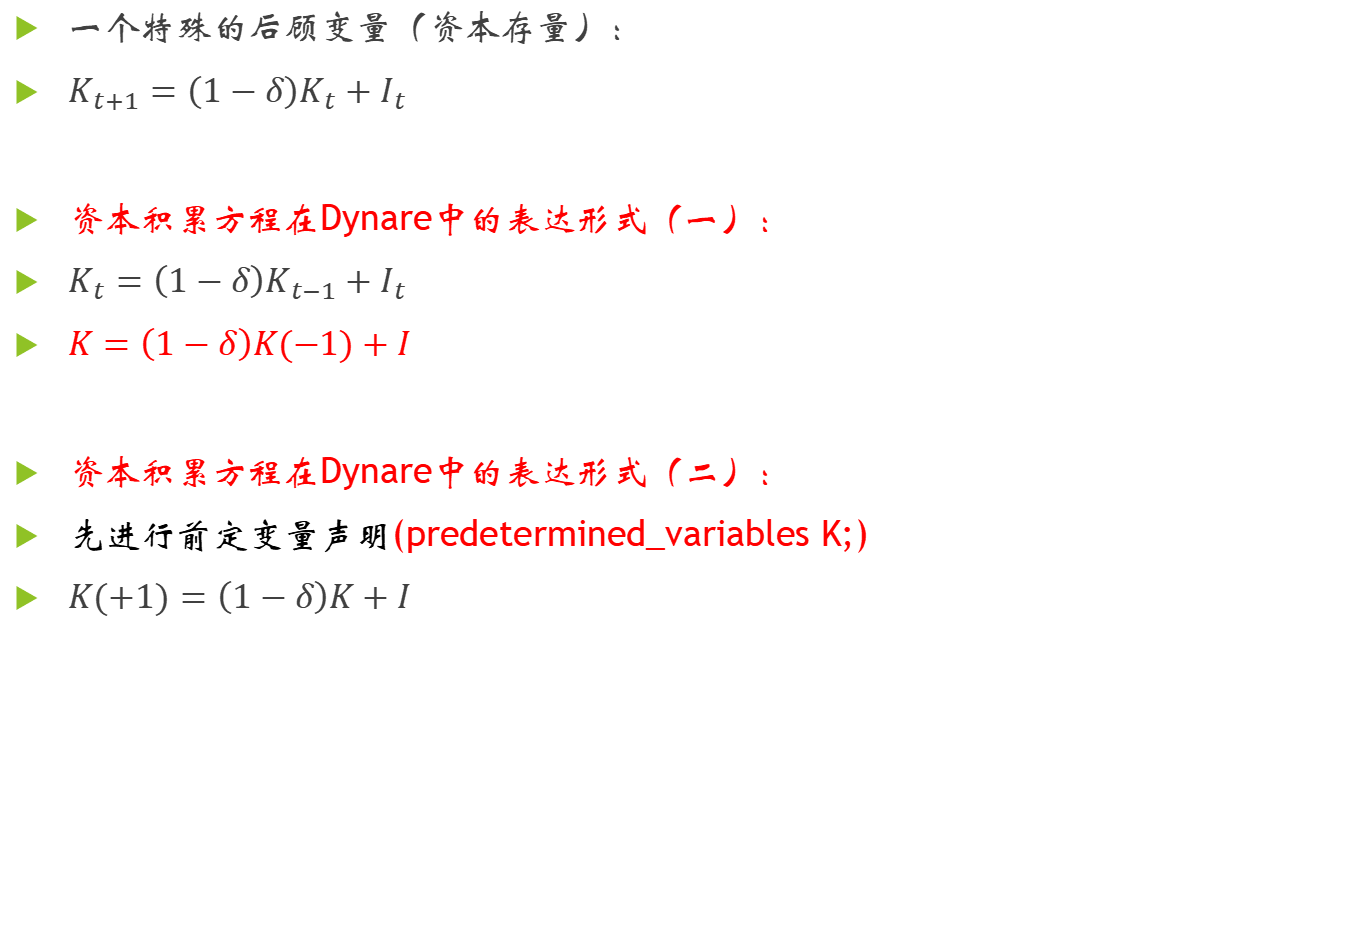 一个特殊的后顾变量（资本存量）：
K_{t+1} = (1 − δ)K_t + I_t
资本积累方程在Dynare中的表达形式（一）：
K_t = (1 − δ)K_{t−1} + I_t
K = (1 − δ)K(−1) + I
资本积累方程在Dynare中的表达形式（二）：
先进行前定变量声明(predetermined_variables K;)
K(+1) = (1 − δ)K + I